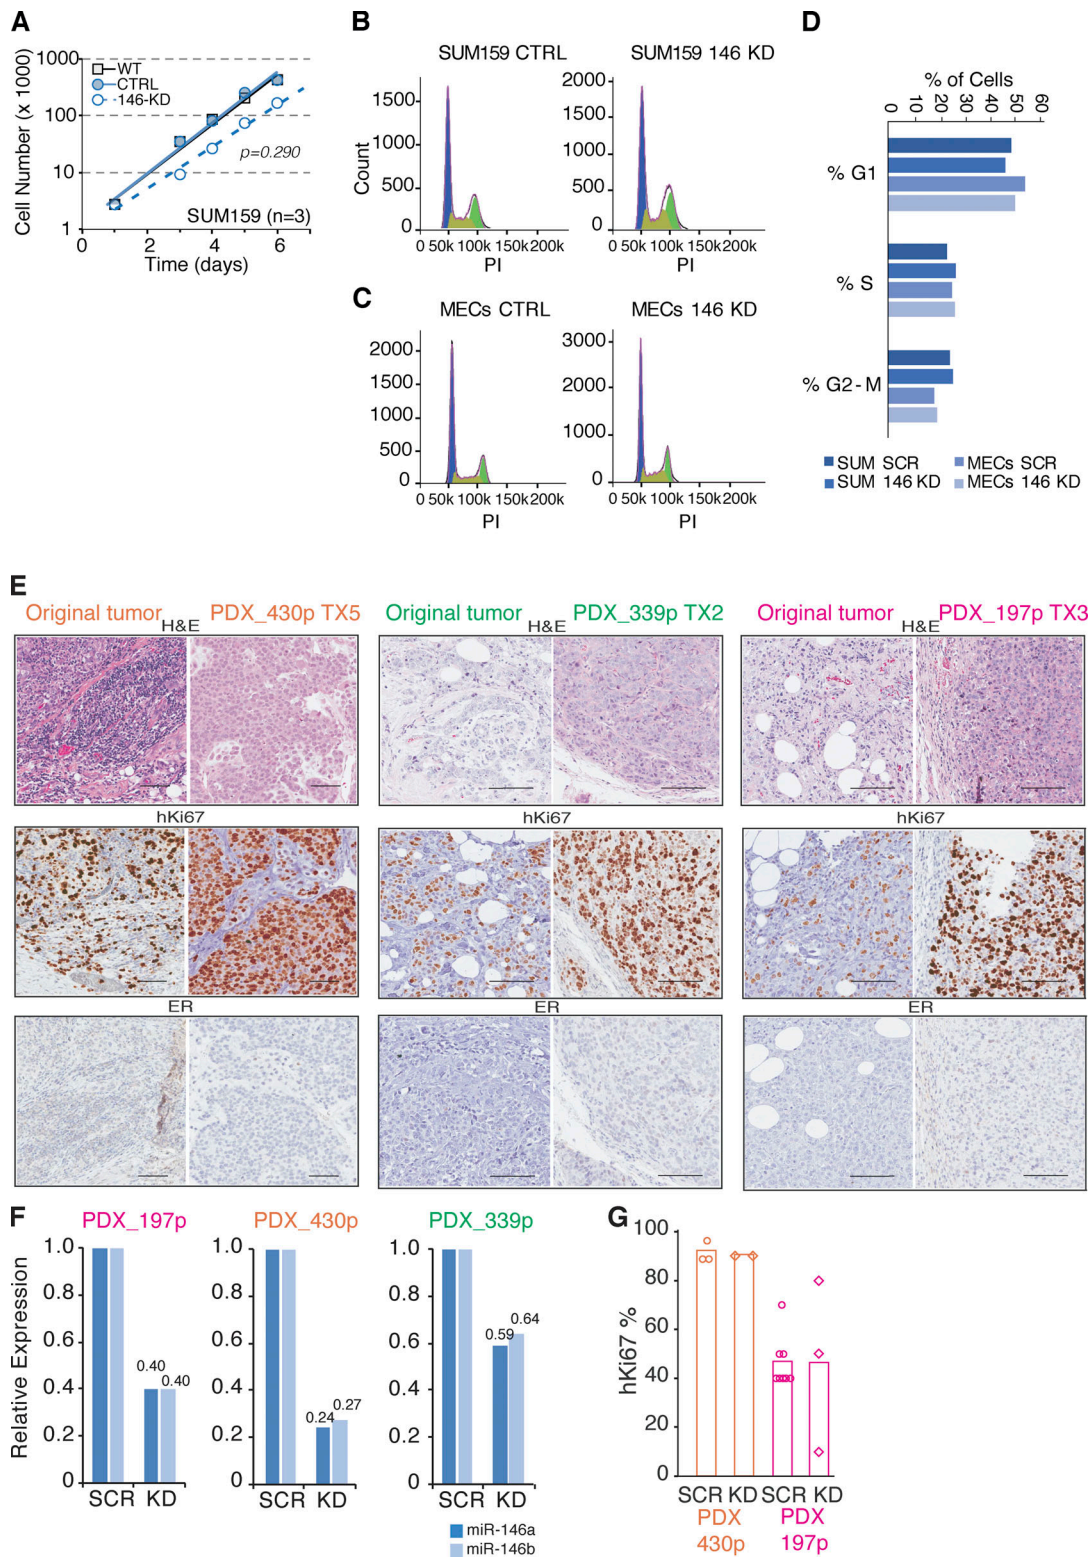 A
Cell Number (x 1000)
1000
100
10
1
WT
CTRL
146-KD
p=0.290
SUM159 (n=3)
0 2 4 6
Time (days)
B
SUM159 CTRL
Count
1500
1000
500
0
0 50k 100k 150k 200k
PI
SUM159 146 KD
2000
1500
1000
500
0
0 50k 100k 150k 200k
PI
C
MECs CTRL
2000
1500
1000
500
0
0 50k 100k 150k 200k
PI
MECs 146 KD
3000
2000
1000
0
0 50k 100k 150k 200k
PI
D
% of Cells
0 10 20 30 40 50 60
% G1
% S
% G2 - M
SUM SCR
SUM 146 KD
MECs SCR
MECs 146 KD
E
Original tumor PDX_430p TX5
H&E
hKi67
ER
Original tumor PDX_339p TX2
H&E
hKi67
ER
Original tumor PDX_197p TX3
H&E
hKi67
ER
F
Relative Expression
PDX_197p
1.0
0.8
0.6
0.4
0.2
0
0.40
0.40
SCR KD
PDX_430p
1.0
0.8
0.6
0.4
0.2
0
0.24
0.27
SCR KD
PDX_339p
1.0
0.8
0.6
0.4
0.2
0
0.59
0.64
SCR KD
miR-146a
miR-146b
G
hKi67 %
100
80
60
40
20
0
SCR KD SCR KD
PDX
430p
PDX
197p